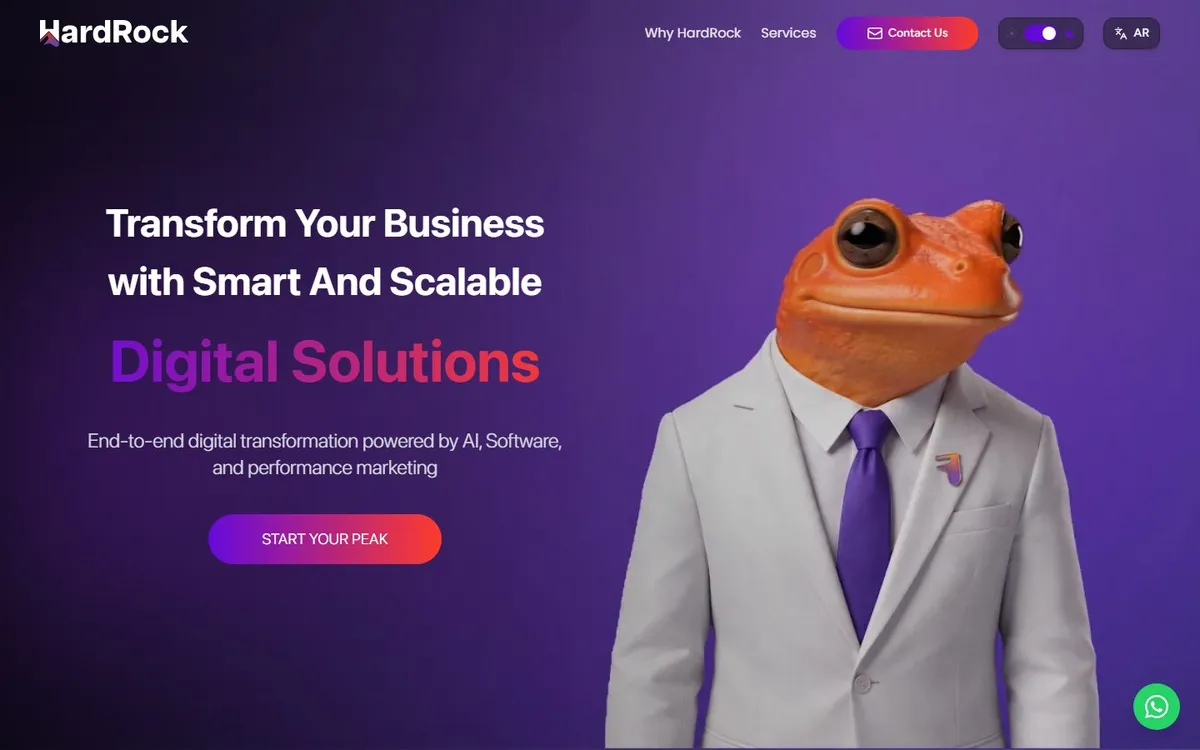 HardRock
Why HardRock
Services
Contact Us
AR
Transform Your Business
with Smart And Scalable
Digital Solutions
End-to-end digital transformation powered by AI, Software,
and performance marketing
START YOUR PEAK